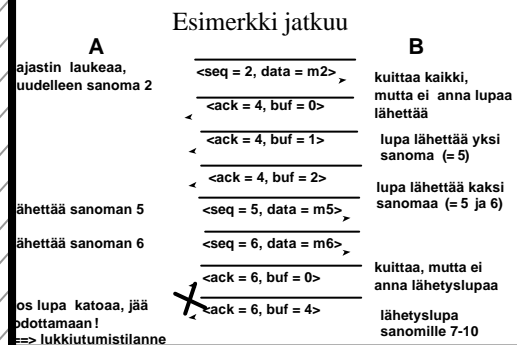 Esimerkki jatkuu
A
B
ajastin laukeaa,
uudelleen sanoma 2
<seq = 2, data = m2>
kuittaa kaikki,
mutta ei anna lupaa
lähettää
<ack = 4, buf = 0>
<ack = 4, buf = 1>
lupa lähettää yksi
sanoma (= 5)
<ack = 4, buf = 2>
lupa lähettää kaksi
sanomaa (= 5 ja 6)
ähettää sanoman 5
<seq = 5, data = m5>
ähettää sanoman 6
<seq = 6, data = m6>
kuittaa, mutta ei
anna lähetyslupaa
<ack = 6, buf = 0>
os lupa katoaa, jää
odottamaan!
==> lukkiutumistilanne
<ack = 6, buf = 4>
lähetyslupa
sanomille 7-10